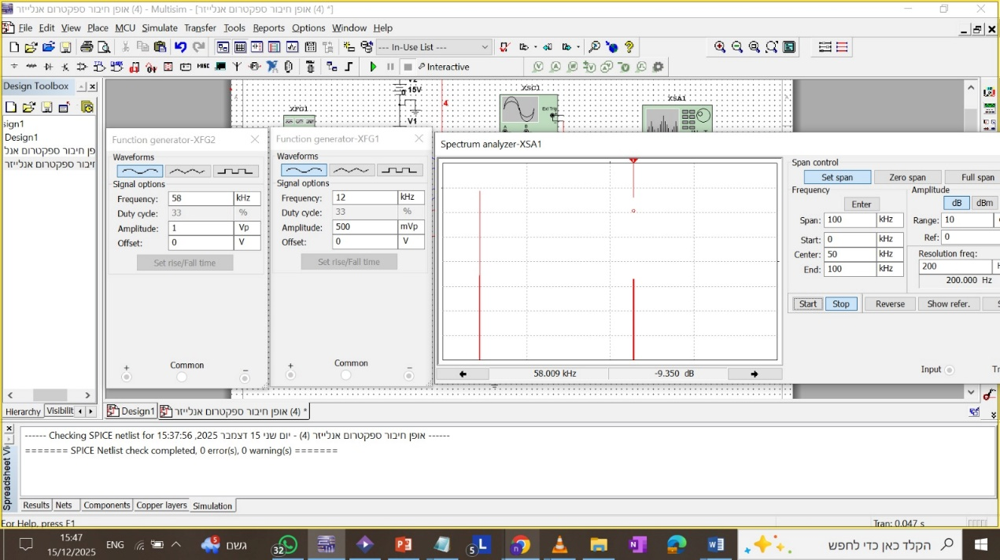 אופן חיבור ספקטרום אנלייזר (4) - Multisim - [אופן חיבור ספקטרום אנלייזר (4) *]
File Edit View Place MCU Simulate Transfer Tools Reports Options Window Help
--- In-Use List ---
Interactive
Design Toolbox
sign1
Design1
פן חיבור ספקטרום אנל
יבור ספקטרום אנלייזר
15V
4
V1
XFG1
XSC1
Ext Trig
XSA1
Function generator-XFG2
Waveforms
Signal options
Frequency: 58 kHz
Duty cycle: 33 %
Amplitude: 1 Vp
Offset: 0 V
Set rise/Fall time
+ Common –
Function generator-XFG1
Waveforms
Signal options
Frequency: 12 kHz
Duty cycle: 33 %
Amplitude: 500 mVp
Offset: 0 V
Set rise/Fall time
+ Common –
Spectrum analyzer-XSA1
58.009 kHz -9.350 dB
Span control
Set span Zero span Full span
Frequency
Enter
Span: 100 kHz
Start: 0 kHz
Center: 50 kHz
End: 100 kHz
Amplitude
dB dBm
Range: 10
Ref: 0
Resolution freq:
200
200.000 Hz
Start Stop Reverse Show refer.
Input
Hierarchy Visibilit
Design1 אופן חיבור ספקטרום אנלייזר (4) *
------ Checking SPICE netlist for אופן חיבור ספקטרום אנלייזר (4) - יום שני 15 דצמבר 2025, 15:37:56 ------
======= SPICE Netlist check completed, 0 error(s), 0 warning(s) =======
Spreadsheet Vi
Results Nets Components Copper layers Simulation
For Help, press F1
Tran: 0.047 s
15:47
15/12/2025
ENG
5
גשם
32
5
L
הקלד כאן כדי לחפש